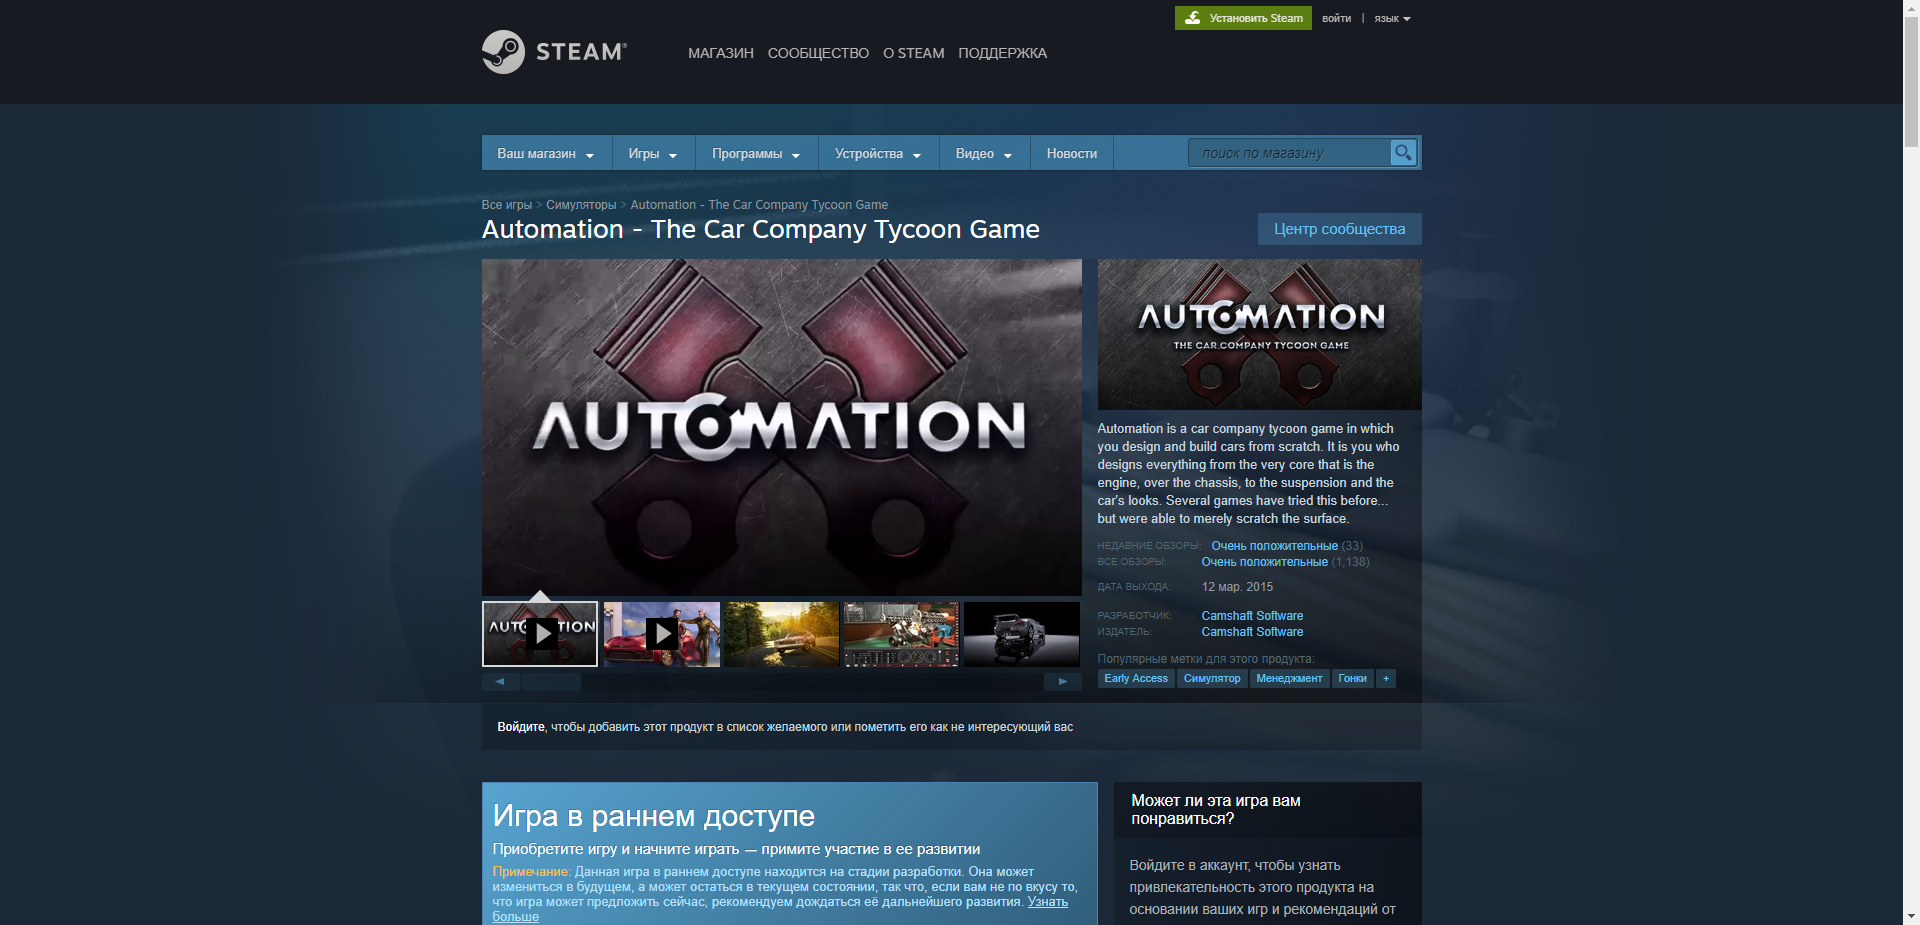 Установить Steam
войти | язык
STEAM®
МАГАЗИН СООБЩЕСТВО О STEAM ПОДДЕРЖКА
Ваш магазин Игры Программы Устройства Видео Новости поиск по магазину
Все игры > Симуляторы > Automation - The Car Company Tycoon Game
Automation - The Car Company Tycoon Game
Центр сообщества
AUTOMATION
AUTOMATION
THE CAR COMPANY TYCOON GAME
Automation is a car company tycoon game in which
you design and build cars from scratch. It is you who
designs everything from the very core that is the
engine, over the chassis, to the suspension and the
car's looks. Several games have tried this before...
but were able to merely scratch the surface.
НЕДАВНИЕ ОБЗОРЫ: Очень положительные (33)
ВСЕ ОБЗОРЫ: Очень положительные (1,138)
ДАТА ВЫХОДА: 12 мар. 2015
РАЗРАБОТЧИК: Camshaft Software
ИЗДАТЕЛЬ: Camshaft Software
Популярные метки для этого продукта:
Early Access Симулятор Менеджмент Гонки +
AUTOMATION
Войдите, чтобы добавить этот продукт в список желаемого или пометить его как не интересующий вас
Игра в раннем доступе
Приобретите игру и начните играть — примите участие в ее развитии
Примечание: Данная игра в раннем доступе находится на стадии разработки. Она может
измениться в будущем, а может остаться в текущем состоянии, так что, если вам не по вкусу то,
что игра может предложить сейчас, рекомендуем дождаться её дальнейшего развития. Узнать
больше
Может ли эта игра вам
понравиться?
Войдите в аккаунт, чтобы узнать
привлекательность этого продукта на
основании ваших игр и рекомендаций от